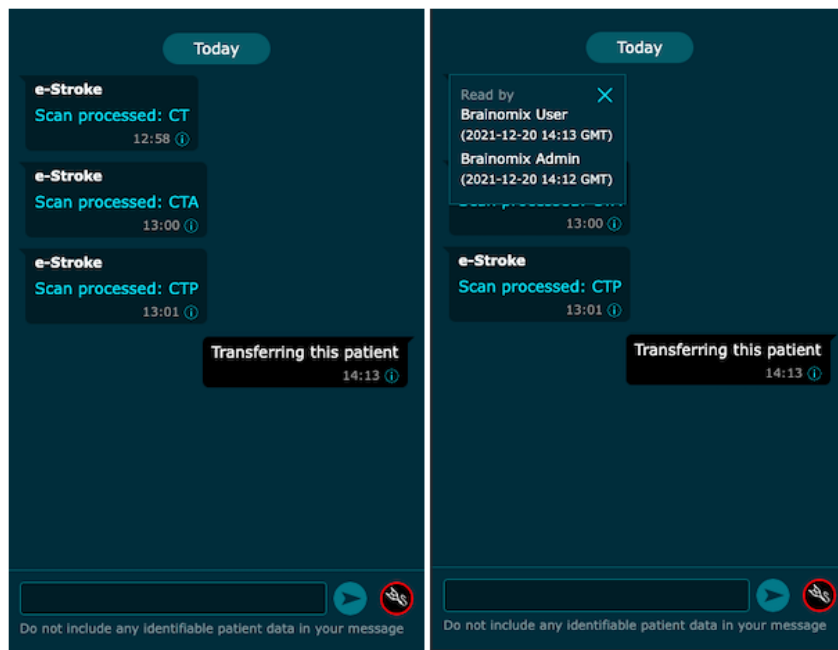 Today
e-Stroke
Scan processed: CT
12:58
e-Stroke
Scan processed: CTA
13:00
e-Stroke
Scan processed: CTP
13:01
Transferring this patient
14:13
Do not include any identifiable patient data in your message
Today
Read by
Brainomix User
(2021-12-20 14:13 GMT)
Brainomix Admin
(2021-12-20 14:12 GMT)
13:00
e-Stroke
Scan processed: CTP
13:01
Transferring this patient
14:13
Do not include any identifiable patient data in your message